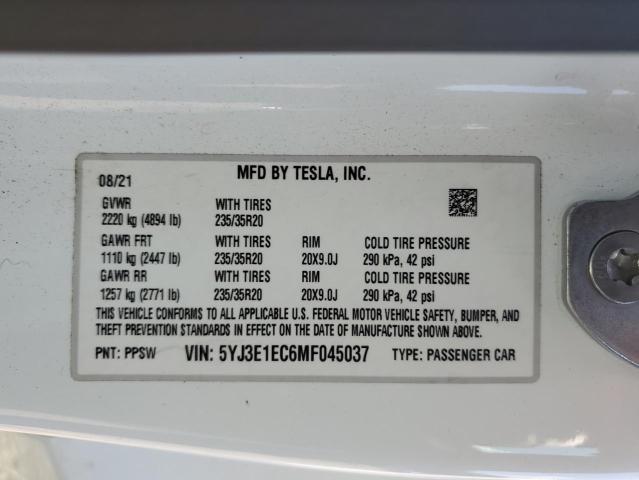 MFD BY TESLA, INC.
08/21
GVWR WITH TIRES
2220 kg (4894 lb) 235/35R20
GAWR FRT WITH TIRES RIM COLD TIRE PRESSURE
1110 kg (2447 lb) 235/35R20 20X9.0J 290 kPa, 42 psi
GAWR RR WITH TIRES RIM COLD TIRE PRESSURE
1257 kg (2771 lb) 235/35R20 20X9.0J 290 kPa, 42 psi
THIS VEHICLE CONFORMS TO ALL APPLICABLE U.S. FEDERAL MOTOR VEHICLE SAFETY, BUMPER, AND
THEFT PREVENTION STANDARDS IN EFFECT ON THE DATE OF MANUFACTURE SHOWN ABOVE.
PNT: PPSW VIN: 5YJ3E1EC6MF045037 TYPE: PASSENGER CAR